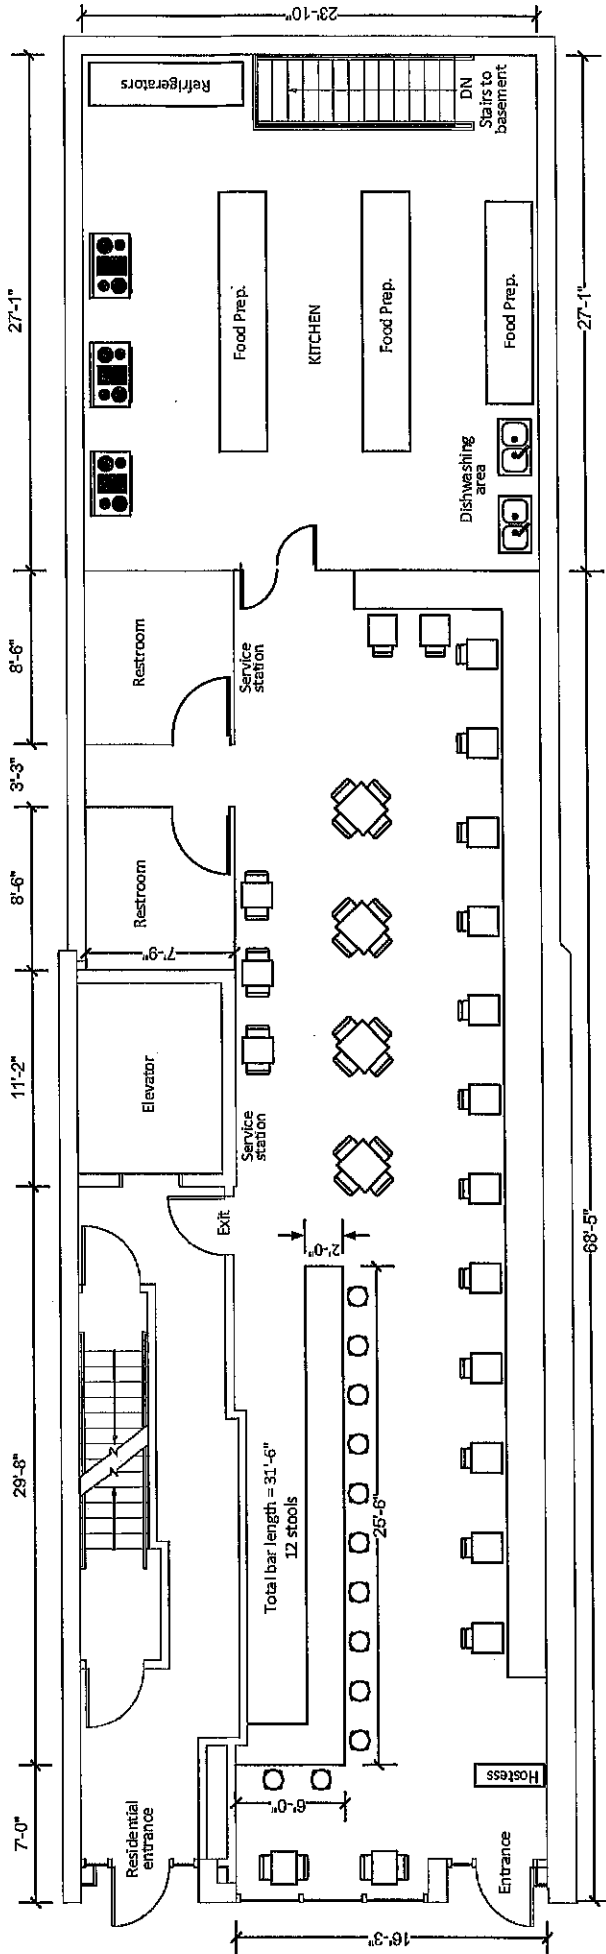 23'-10"
27'-1"
8'-6"
3'-3"
8'-6"
11'-2"
29'-8"
7'-0"
Refrigerators
DN
Stairs to
basement
Food Prep.
KITCHEN
Food Prep.
Food Prep.
Dishwashing
area
27'-1"
Restroom
Service
station
Restroom
7'-9"
Elevator
Service
station
Exit
2'-0"
68'-5"
Total bar length = 31'-6"
12 stools
25'-6"
Residential
entrance
6'-0"
Hostess
Entrance
16'-3"